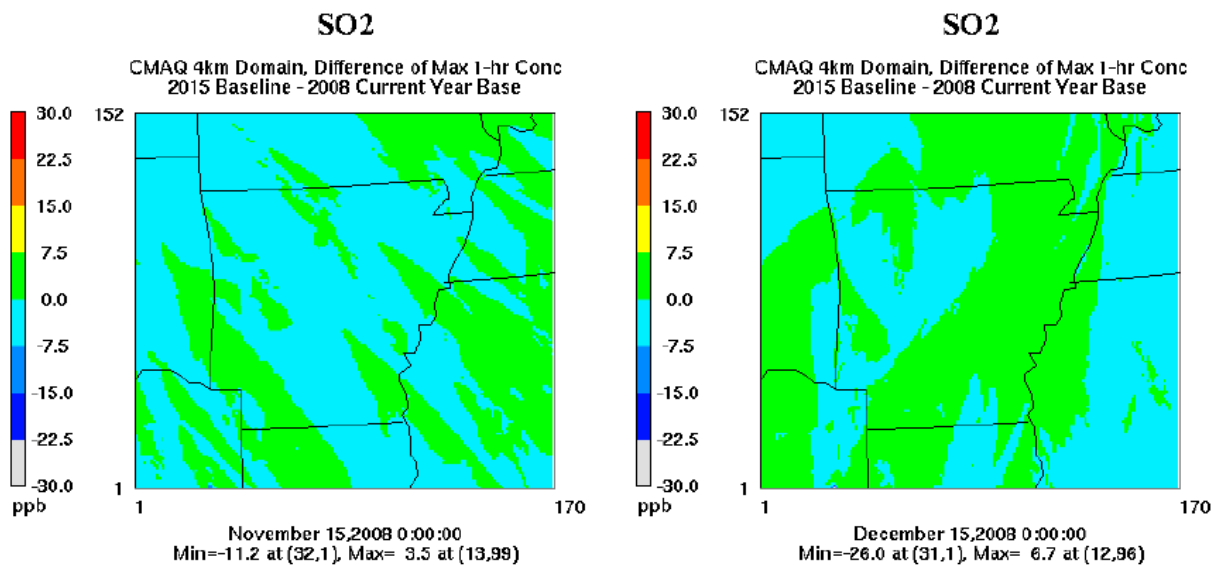 SO2
CMAQ 4km Domain, Difference of Max 1-hr Conc
2015 Baseline - 2008 Current Year Base
30.0
22.5
15.0
7.5
0.0
-7.5
-15.0
-22.5
-30.0
ppb
152
1
1
170
November 15,2008 0:00:00
Min=-11.2 at (32,1), Max= 3.5 at (13,99)
SO2
CMAQ 4km Domain, Difference of Max 1-hr Conc
2015 Baseline - 2008 Current Year Base
30.0
22.5
15.0
7.5
0.0
-7.5
-15.0
-22.5
-30.0
ppb
152
1
1
170
December 15,2008 0:00:00
Min=-26.0 at (31,1), Max= 6.7 at (12,96)